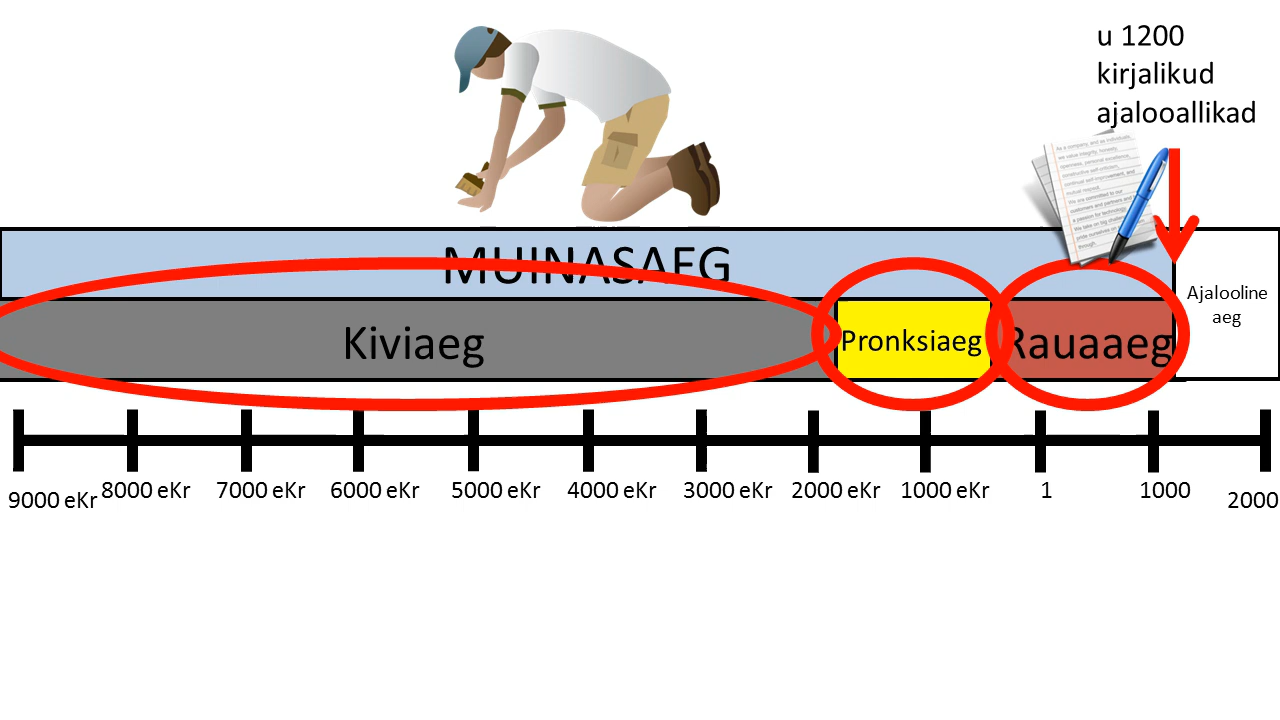 u 1200
kirjalikud
ajalooallikad
MUINASAEG
Ajalooline
aeg
Kiviaeg
Pronksiaeg
Rauaaeg
9000 eKr
8000 eKr
7000 eKr
6000 eKr
5000 eKr
4000 eKr
3000 eKr
2000 eKr
1000 eKr
1
1000
2000